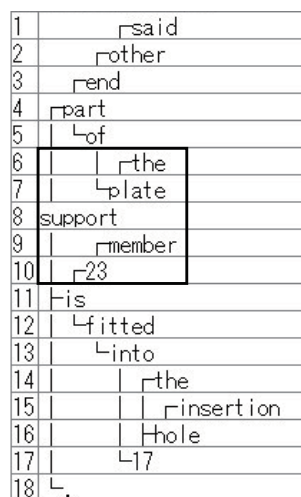 1 said
2 other
3 end
4 part
5 of
6 the
7 plate
8 support
9 member
10 23
11 is
12 fitted
13 into
14 the
15 insertion
16 hole
17 17
18 .